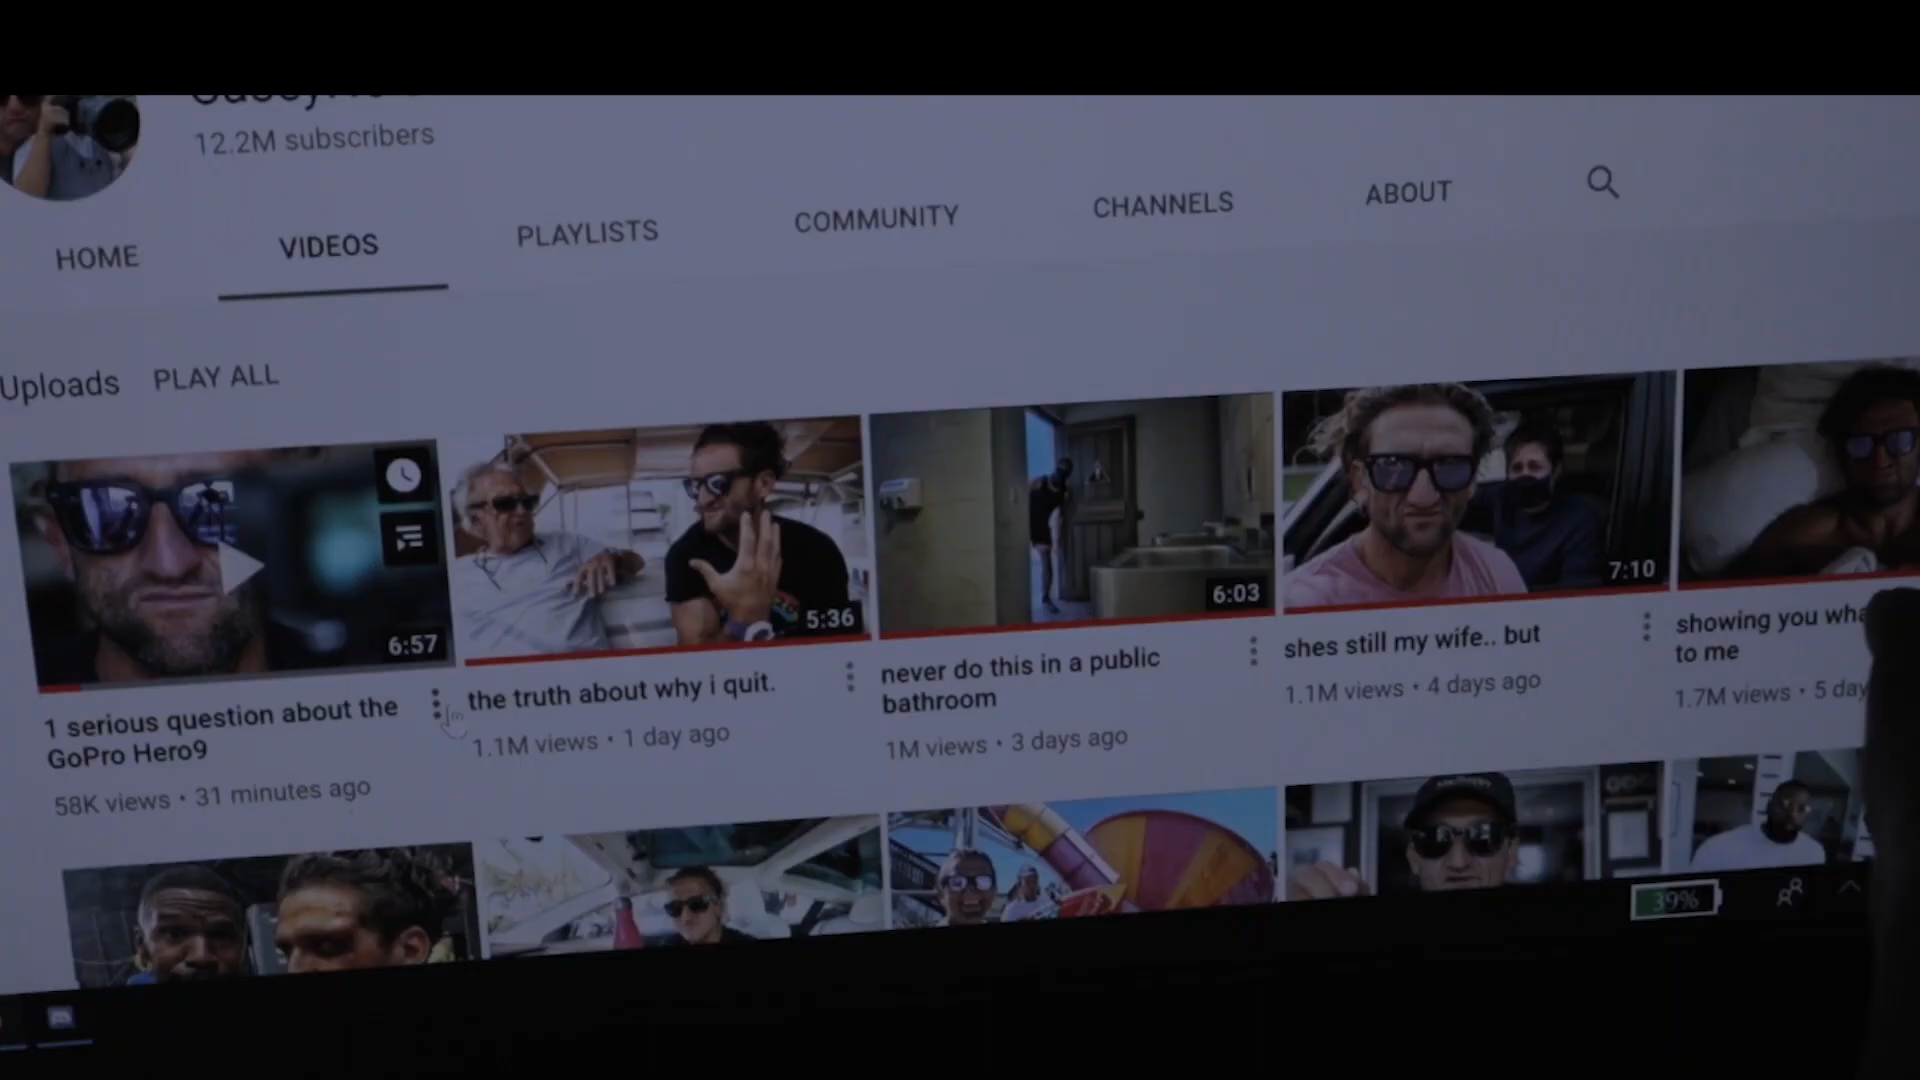 12.2M subscribers
HOME VIDEOS PLAYLISTS COMMUNITY CHANNELS ABOUT
Uploads PLAY ALL
6:57
5:36
6:03
7:10
1 serious question about the
GoPro Hero9
58K views • 31 minutes ago
the truth about why i quit.
1.1M views • 1 day ago
never do this in a public
bathroom
1M views • 3 days ago
shes still my wife.. but
1.1M views • 4 days ago
showing you wha
to me
1.7M views • 5 day
39%